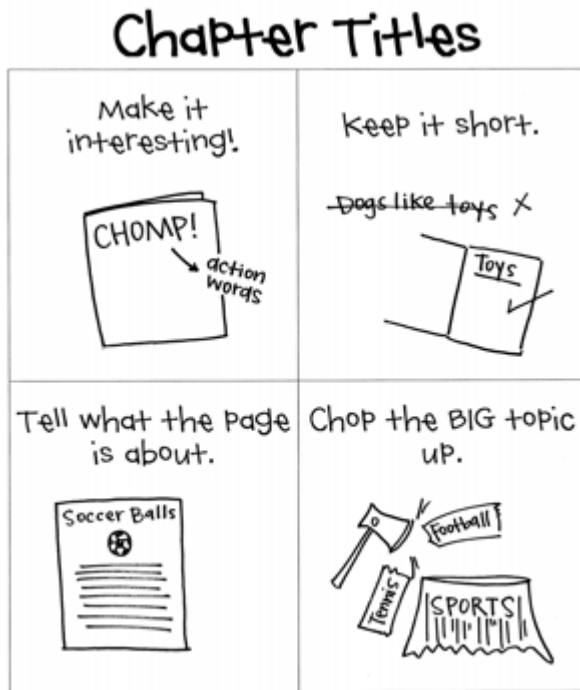 Chapter Titles
Make it
interesting!
CHOMP!
action
words
Keep it short.
Dogs like toys X
Toys
Tell what the page
is about.
Soccer Balls
Chop the BIG topic
up.
Football
Tennis
SPORTS